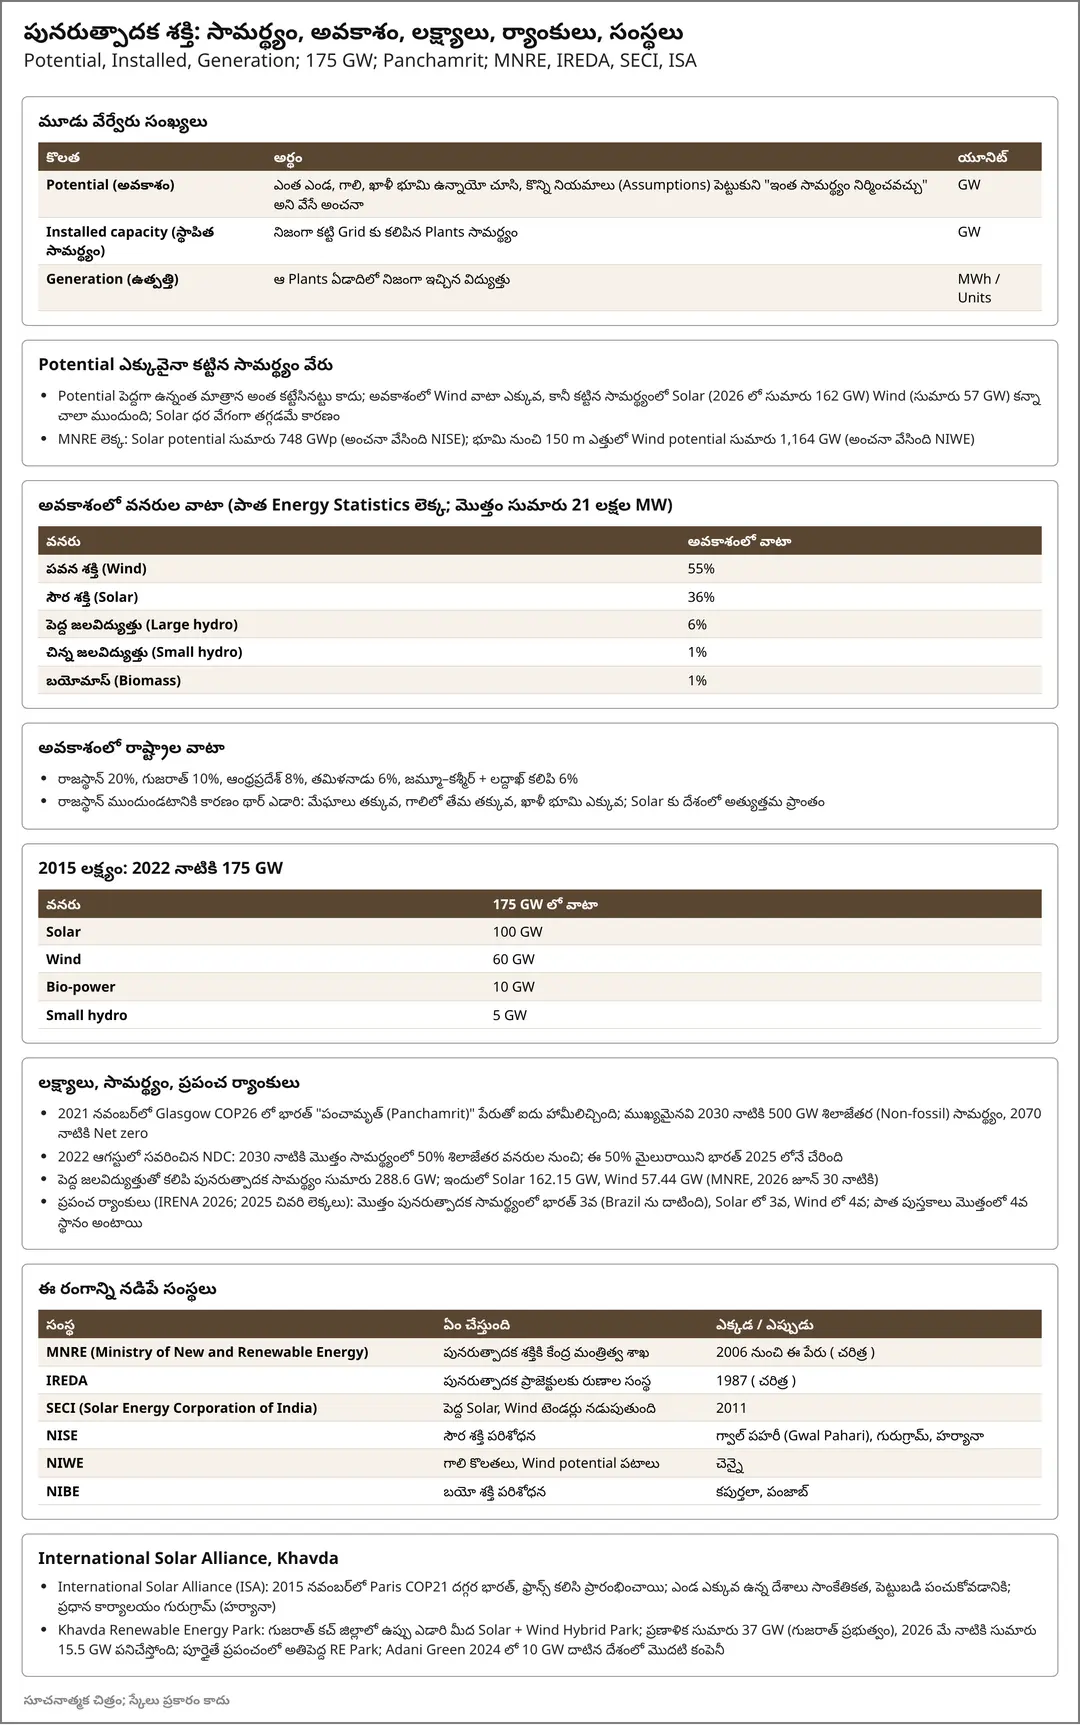 పునరుత్పాదక శక్తి: సామర్థ్యం, అవకాశం, లక్ష్యాలు, ర్యాంకులు, సంస్థలు
Potential, Installed, Generation; 175 GW; Panchamrit; MNRE, IREDA, SECI, ISA
మూడు వేర్వేరు సంఖ్యలు
కొలత అర్థం యూనిట్
Potential (అవకాశం) ఎంత ఎండ, గాలి, ఖాళీ భూమి ఉన్నాయో చూసి, కొన్ని నియమాలు (Assumptions) పెట్టుకుని "ఇంత సామర్థ్యం నిర్మించవచ్చు" GW
అని వేసే అంచనా
Installed capacity (స్థాపిత నిజంగా కట్టి Grid కు కలిపిన Plants సామర్థ్యం GW
సామర్థ్యం)
Generation (ఉత్పత్తి) ఆ Plants ఏడాదిలో నిజంగా ఇచ్చిన విద్యుత్తు MWh /
Units
Potential ఎక్కువైనా కట్టిన సామర్థ్యం వేరు
• Potential పెద్దగా ఉన్నంత మాత్రాన అంత కట్టేసినట్టు కాదు; అవకాశంలో Wind వాటా ఎక్కువ, కానీ కట్టిన సామర్థ్యంలో Solar (2026 లో సుమారు 162 GW) Wind (సుమారు 57 GW) కన్నా
చాలా ముందుంది; Solar ధర వేగంగా తగ్గడమే కారణం
• MNRE లెక్క: Solar potential సుమారు 748 GWp (అంచనా వేసింది NISE); భూమి నుంచి 150 m ఎత్తులో Wind potential సుమారు 1,164 GW (అంచనా వేసింది NIWE)
అవకాశంలో వనరుల వాటా (పాత Energy Statistics లెక్క; మొత్తం సుమారు 21 లక్షల MW)
వనరు అవకాశంలో వాటా
పవన శక్తి (Wind) 55%
సౌర శక్తి (Solar) 36%
పెద్ద జలవిద్యుత్తు (Large hydro) 6%
చిన్న జలవిద్యుత్తు (Small hydro) 1%
బయోమాస్ (Biomass) 1%
అవకాశంలో రాష్ట్రాల వాటా
• రాజస్థాన్ 20%, గుజరాత్ 10%, ఆంధ్రప్రదేశ్ 8%, తమిళనాడు 6%, జమ్మూ–కశ్మీర్ + లద్దాఖ్ కలిపి 6%
• రాజస్థాన్ ముందుండటానికి కారణం థార్ ఎడారి: మేఘాలు తక్కువ, గాలిలో తేమ తక్కువ, ఖాళీ భూమి ఎక్కువ; Solar కు దేశంలో అత్యుత్తమ ప్రాంతం
2015 లక్ష్యం: 2022 నాటికి 175 GW
వనరు 175 GW లో వాటా
Solar 100 GW
Wind 60 GW
Bio-power 10 GW
Small hydro 5 GW
లక్ష్యాలు, సామర్థ్యం, ప్రపంచ ర్యాంకులు
• 2021 నవంబర్‌లో Glasgow COP26 లో భారత్ "పంచామృత్ (Panchamrit)" పేరుతో ఐదు హామీలిచ్చింది; ముఖ్యమైనవి 2030 నాటికి 500 GW శిలాజేతర (Non-fossil) సామర్థ్యం, 2070
నాటికి Net zero
• 2022 ఆగస్టులో సవరించిన NDC: 2030 నాటికి మొత్తం సామర్థ్యంలో 50% శిలాజేతర వనరుల నుంచి; ఈ 50% మైలురాయిని భారత్ 2025 లోనే చేరింది
• పెద్ద జలవిద్యుత్తుతో కలిపి పునరుత్పాదక సామర్థ్యం సుమారు 288.6 GW; ఇందులో Solar 162.15 GW, Wind 57.44 GW (MNRE, 2026 జూన్ 30 నాటికి)
• ప్రపంచ ర్యాంకులు (IRENA 2026; 2025 చివరి లెక్కలు): మొత్తం పునరుత్పాదక సామర్థ్యంలో భారత్ 3వ (Brazil ను దాటింది), Solar లో 3వ, Wind లో 4వ; పాత పుస్తకాలు మొత్తంలో 4వ
స్థానం అంటాయి
ఈ రంగాన్ని నడిపే సంస్థలు
సంస్థ ఏం చేస్తుంది ఎక్కడ / ఎప్పుడు
MNRE (Ministry of New and Renewable Energy) పునరుత్పాదక శక్తికి కేంద్ర మంత్రిత్వ శాఖ 2006 నుంచి ఈ పేరు ( చరిత్ర )
IREDA పునరుత్పాదక ప్రాజెక్టులకు రుణాల సంస్థ 1987 ( చరిత్ర )
SECI (Solar Energy Corporation of India) పెద్ద Solar, Wind టెండర్లు నడుపుతుంది 2011
NISE సౌర శక్తి పరిశోధన గ్వాల్ పహరీ (Gwal Pahari), గురుగ్రామ్, హర్యానా
NIWE గాలి కొలతలు, Wind potential పటాలు చెన్నై
NIBE బయో శక్తి పరిశోధన కపుర్తలా, పంజాబ్
International Solar Alliance, Khavda
• International Solar Alliance (ISA): 2015 నవంబర్‌లో Paris COP21 దగ్గర భారత్, ఫ్రాన్స్ కలిసి ప్రారంభించాయి; ఎండ ఎక్కువ ఉన్న దేశాలు సాంకేతికత, పెట్టుబడి పంచుకోవడానికి;
ప్రధాన కార్యాలయం గురుగ్రామ్ (హర్యానా)
• Khavda Renewable Energy Park: గుజరాత్ కచ్ జిల్లాలో ఉప్పు ఎడారి మీద Solar + Wind Hybrid Park; ప్రణాళిక సుమారు 37 GW (గుజరాత్ ప్రభుత్వం), 2026 మే నాటికి సుమారు
15.5 GW పనిచేస్తోంది; పూర్తైతే ప్రపంచంలో అతిపెద్ద RE Park; Adani Green 2024 లో 10 GW దాటిన దేశంలో మొదటి కంపెనీ
సూచనాత్మక చిత్రం; స్కేలు ప్రకారం కాదు